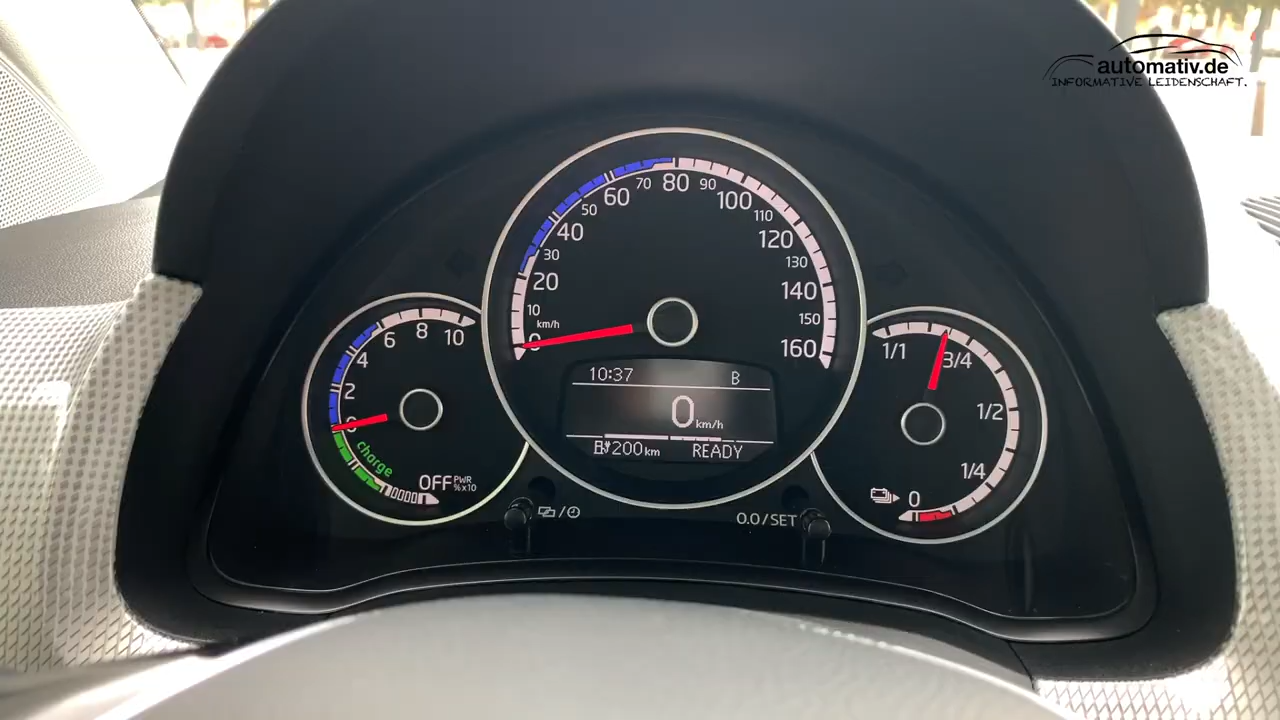 automativ.de
INFORMATIVE LEIDENSCHAFT.
0 10 20 30 40 50 60 70 80 90 100 110 120 130 140 150 160
km/h
0 2 4 6 8 10
charge
OFF PWR
%x10
1/1 3/4 1/2 1/4 0
10:37 B
0 km/h
200 km READY
/
0.0/SET